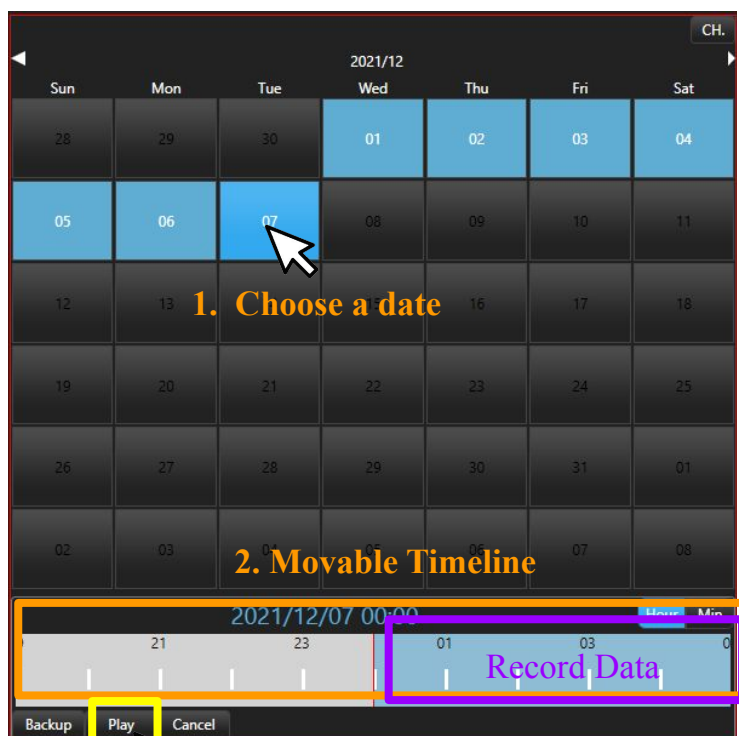 CH.
2021/12
Sun Mon Tue Wed Thu Fri Sat
28 29 30 01 02 03 04
05 06 07 08 09 10 11
12 13 15 16 17 18
1. Choose a date
19 20 21 22 23 24 25
26 27 28 29 30 31 01
02 03 04 05 06 07 08
2. Movable Timeline
2021/12/07 00:00 Hour Min
21 23 01 03
Record Data
Backup Play Cancel